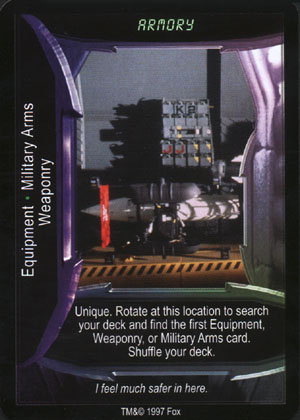 ARMORY
Equipment • Military Arms
Weaponry
K2
Unique. Rotate at this location to search
your deck and find the first Equipment,
Weaponry, or Military Arms card.
Shuffle your deck.
I feel much safer in here.
TM&© 1997 Fox